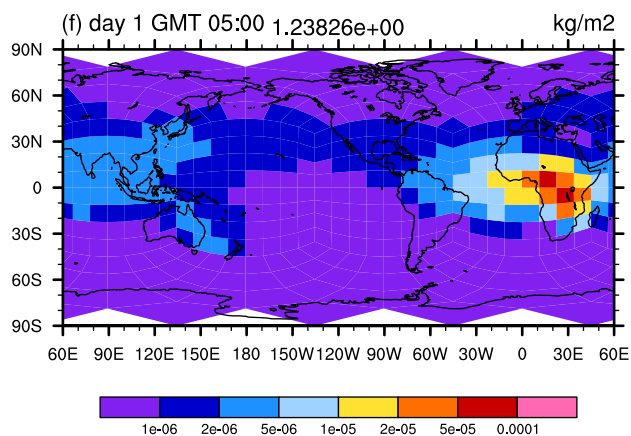 (f) day 1 GMT 05:00 1.23826e+00 kg/m2
90N
60N
30N
0
30S
60S
90S
60E 90E 120E 150E 180 150W 120W 90W 60W 30W 0 30E 60E
1e-06 2e-06 5e-06 1e-05 2e-05 5e-05 0.0001